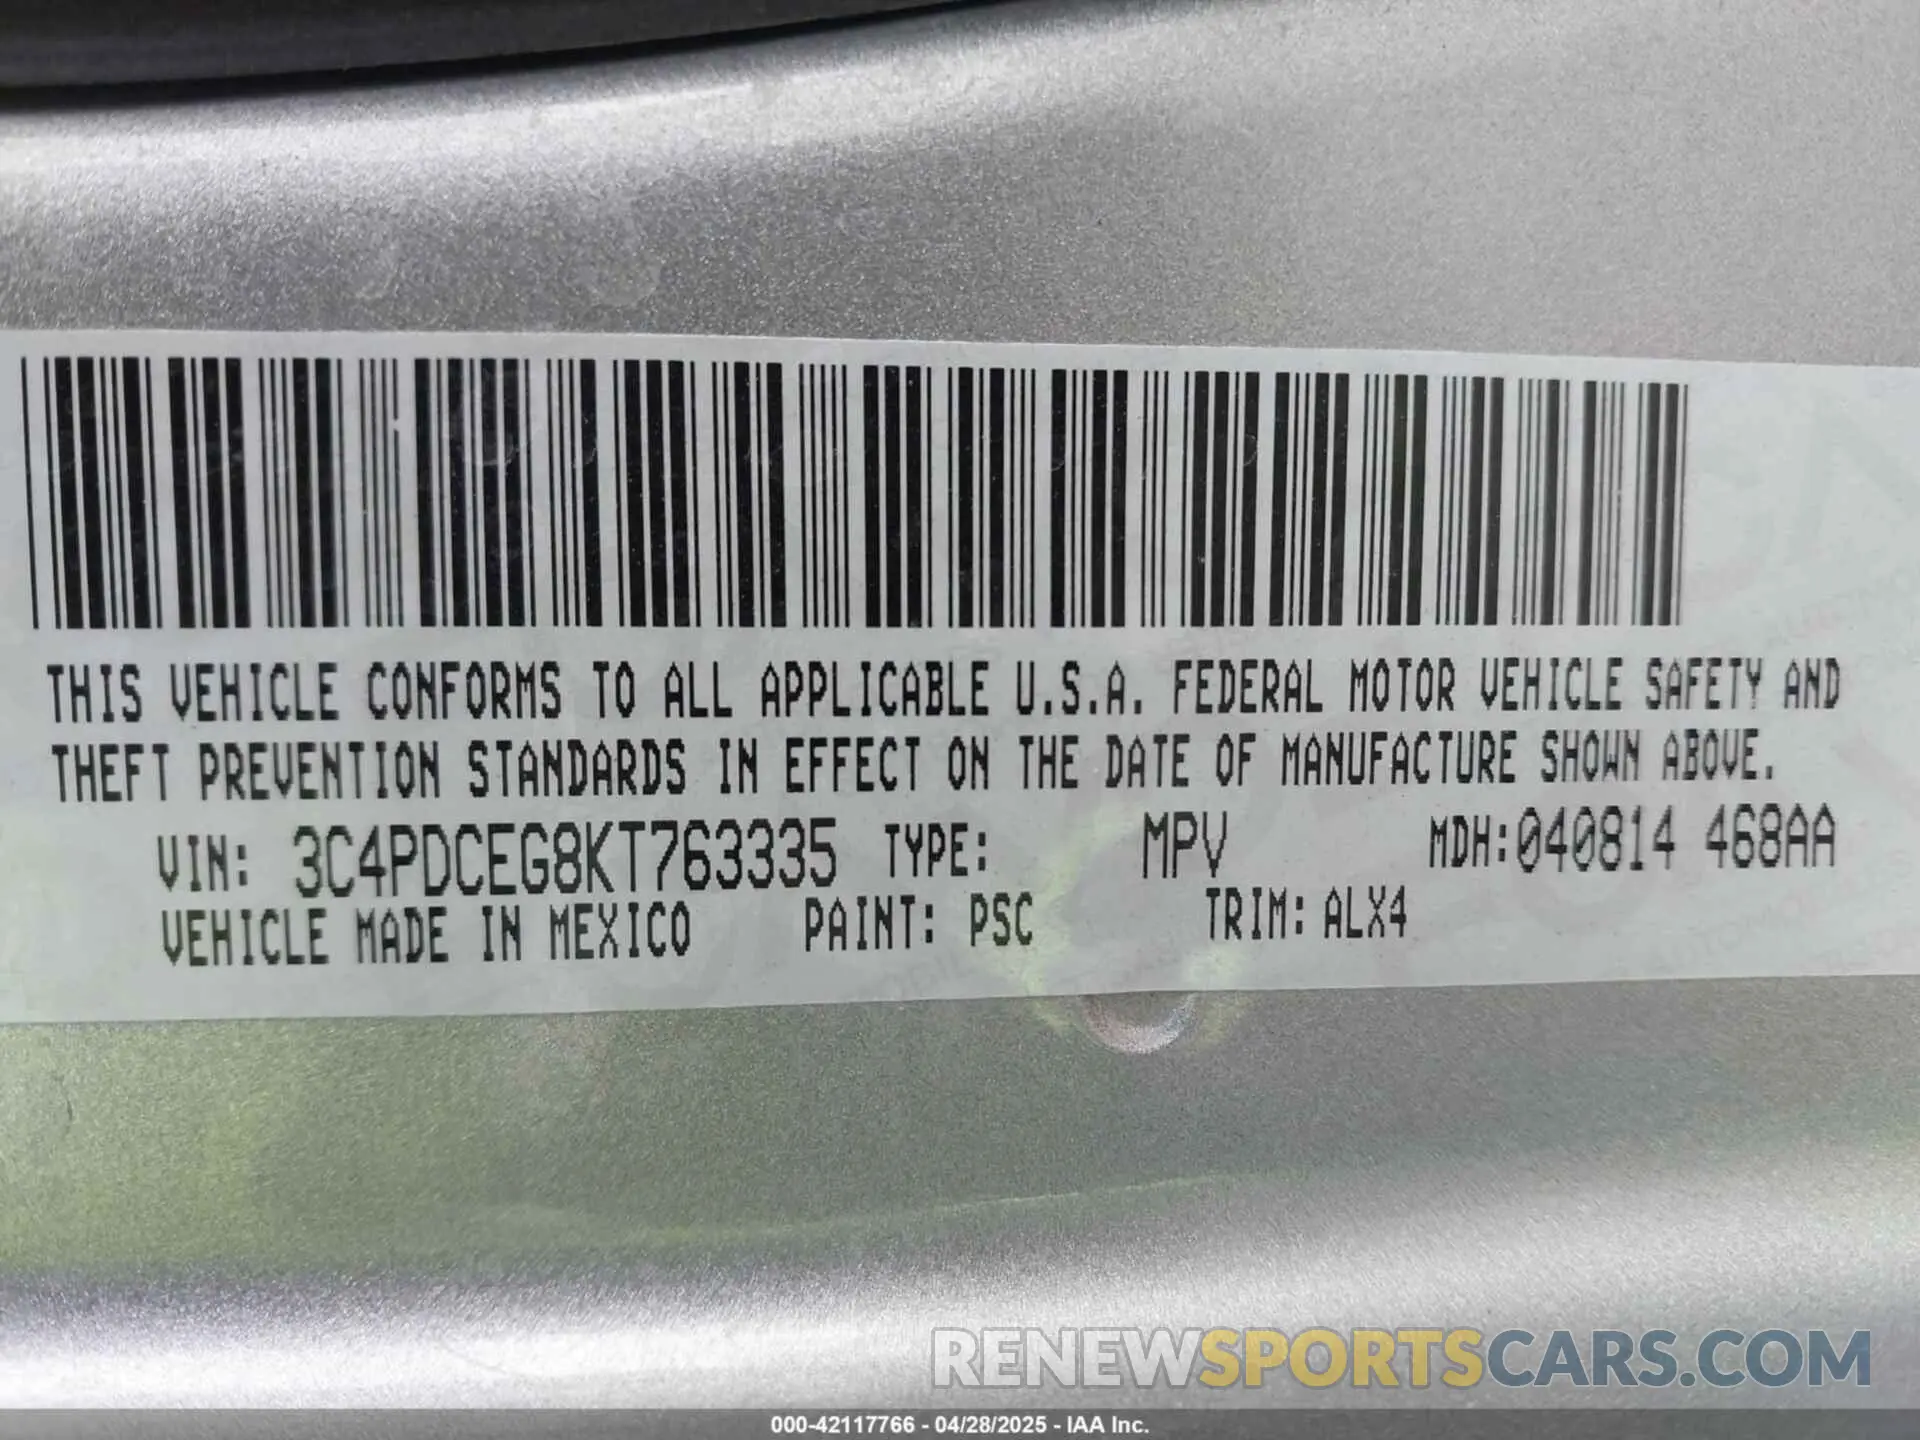 THIS VEHICLE CONFORMS TO ALL APPLICABLE U.S.A. FEDERAL MOTOR VEHICLE SAFETY AND
THEFT PREVENTION STANDARDS IN EFFECT ON THE DATE OF MANUFACTURE SHOWN ABOVE.
VIN: 3C4PDCEG8KT763335 TYPE: MPV MDH:040814 468AA
VEHICLE MADE IN MEXICO PAINT: PSC TRIM: ALX4
RENEWSPORTSCARS.COM
000-42117766 - 04/28/2025 - IAA Inc.